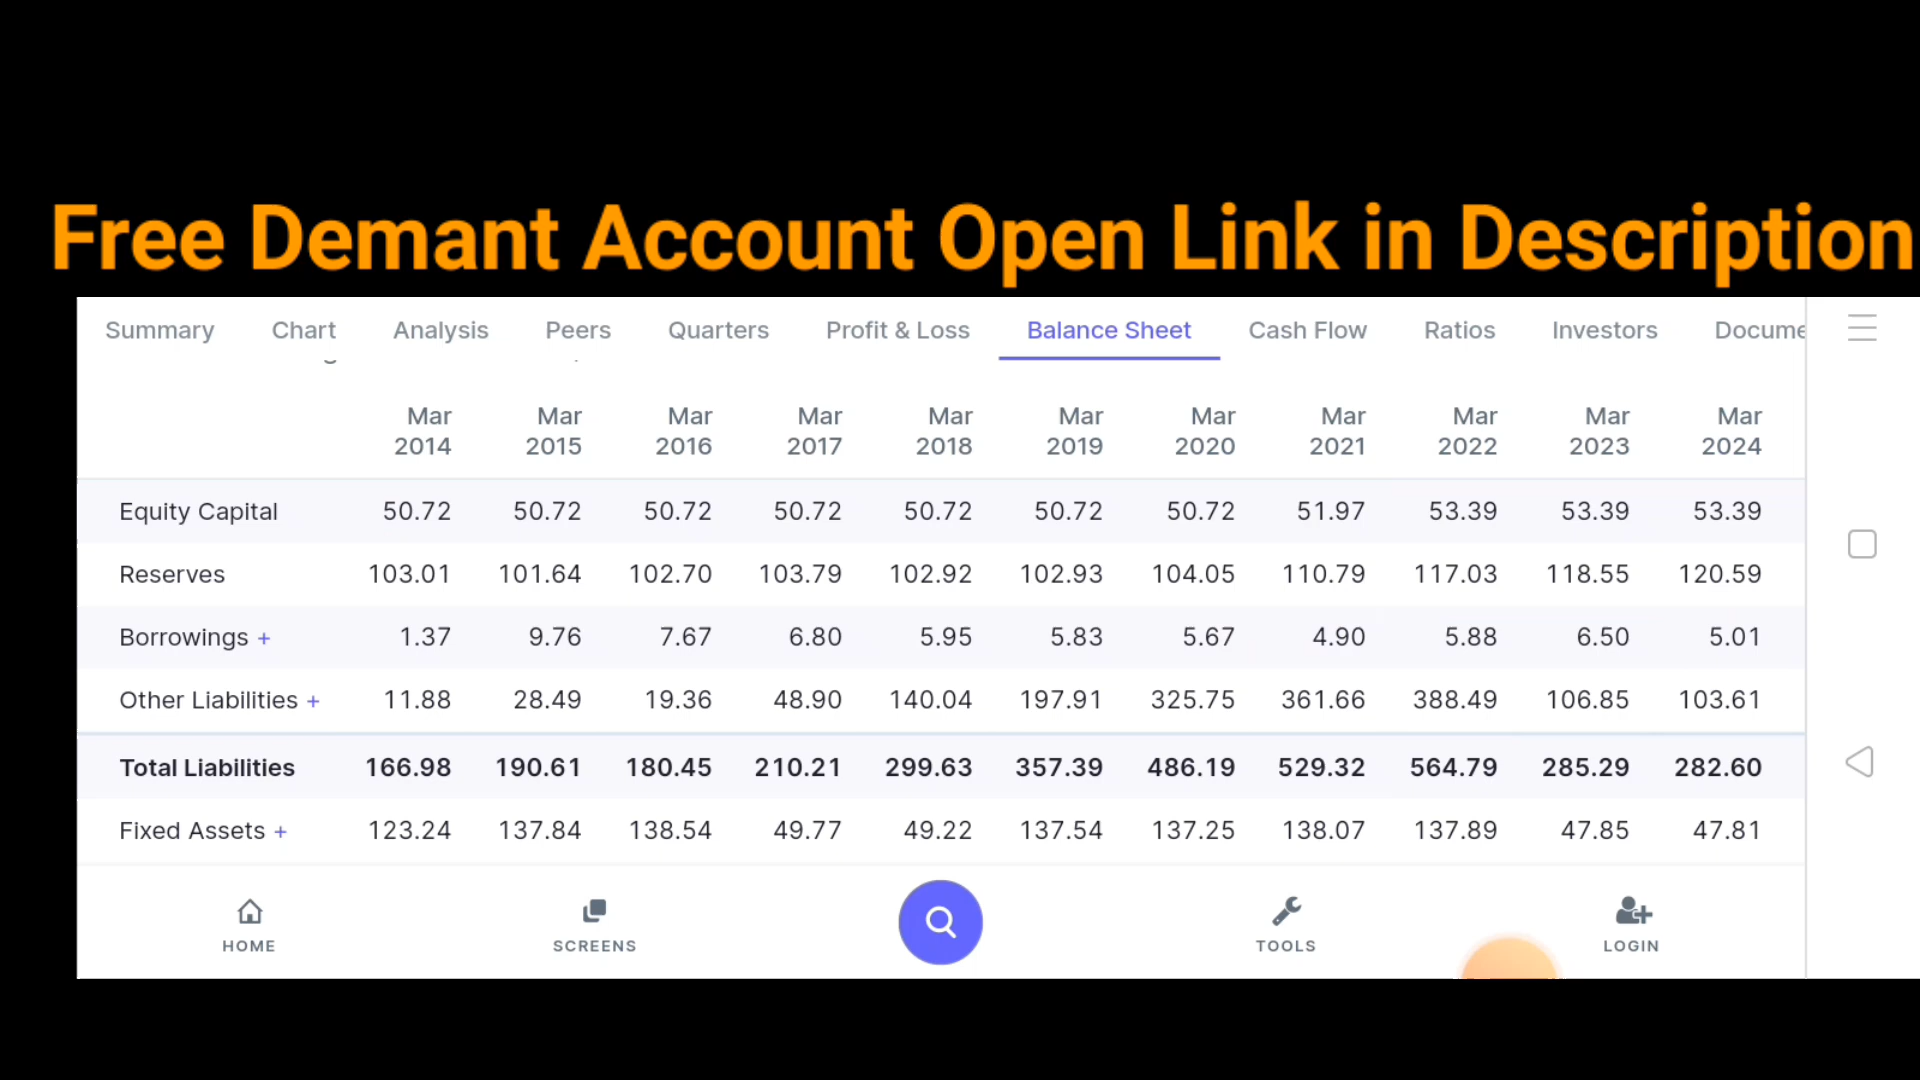 Free Demant Account Open Link in Description
Summary Chart Analysis Peers Quarters Profit & Loss Balance Sheet Cash Flow Ratios Investors Docume
Mar 2014 Mar 2015 Mar 2016 Mar 2017 Mar 2018 Mar 2019 Mar 2020 Mar 2021 Mar 2022 Mar 2023 Mar 2024
Equity Capital 50.72 50.72 50.72 50.72 50.72 50.72 50.72 51.97 53.39 53.39 53.39
Reserves 103.01 101.64 102.70 103.79 102.92 102.93 104.05 110.79 117.03 118.55 120.59
Borrowings + 1.37 9.76 7.67 6.80 5.95 5.83 5.67 4.90 5.88 6.50 5.01
Other Liabilities + 11.88 28.49 19.36 48.90 140.04 197.91 325.75 361.66 388.49 106.85 103.61
Total Liabilities 166.98 190.61 180.45 210.21 299.63 357.39 486.19 529.32 564.79 285.29 282.60
Fixed Assets + 123.24 137.84 138.54 49.77 49.22 137.54 137.25 138.07 137.89 47.85 47.81
HOME SCREENS TOOLS LOGIN